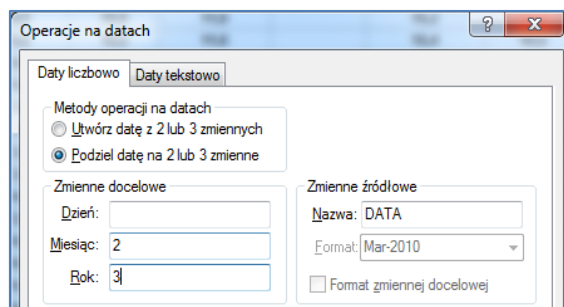 Operacje na datach
Daty liczbowo Daty tekstowo
Metody operacji na datach
Utwórz datę z 2 lub 3 zmiennych
Podziel datę na 2 lub 3 zmienne
Zmienne docelowe
Dzień:
Miesiąc: 2
Rok: 3
Zmienne źródłowe
Nazwa: DATA
Format: Mar-2010
Format zmiennej docelowej